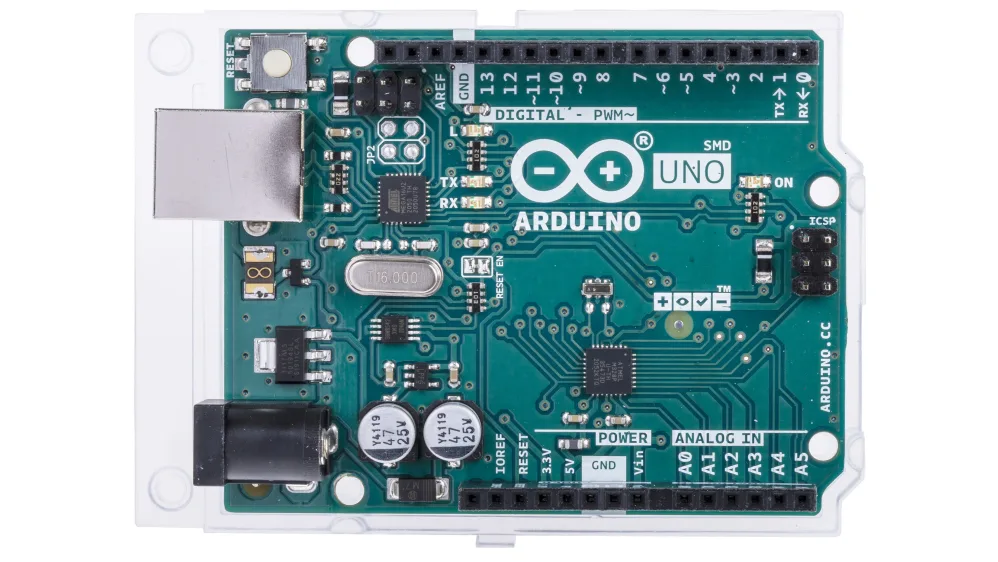 RESET
AREF
GND
13
12
~11
~10
~9
8
7
~6
~5
4
~3
2
TX→1
RX←0
DIGITAL - PWM~
L
JP2
TX
RX
SMD
UNO
ARDUINO
ON
ICSP
16.000
RESET EN
ARDUINO.CC
Y4119
47
25V
Y4119
47
25V
IOREF
RESET
3.3V
5V
POWER
GND
Vin
ANALOG IN
A0
A1
A2
A3
A4
A5